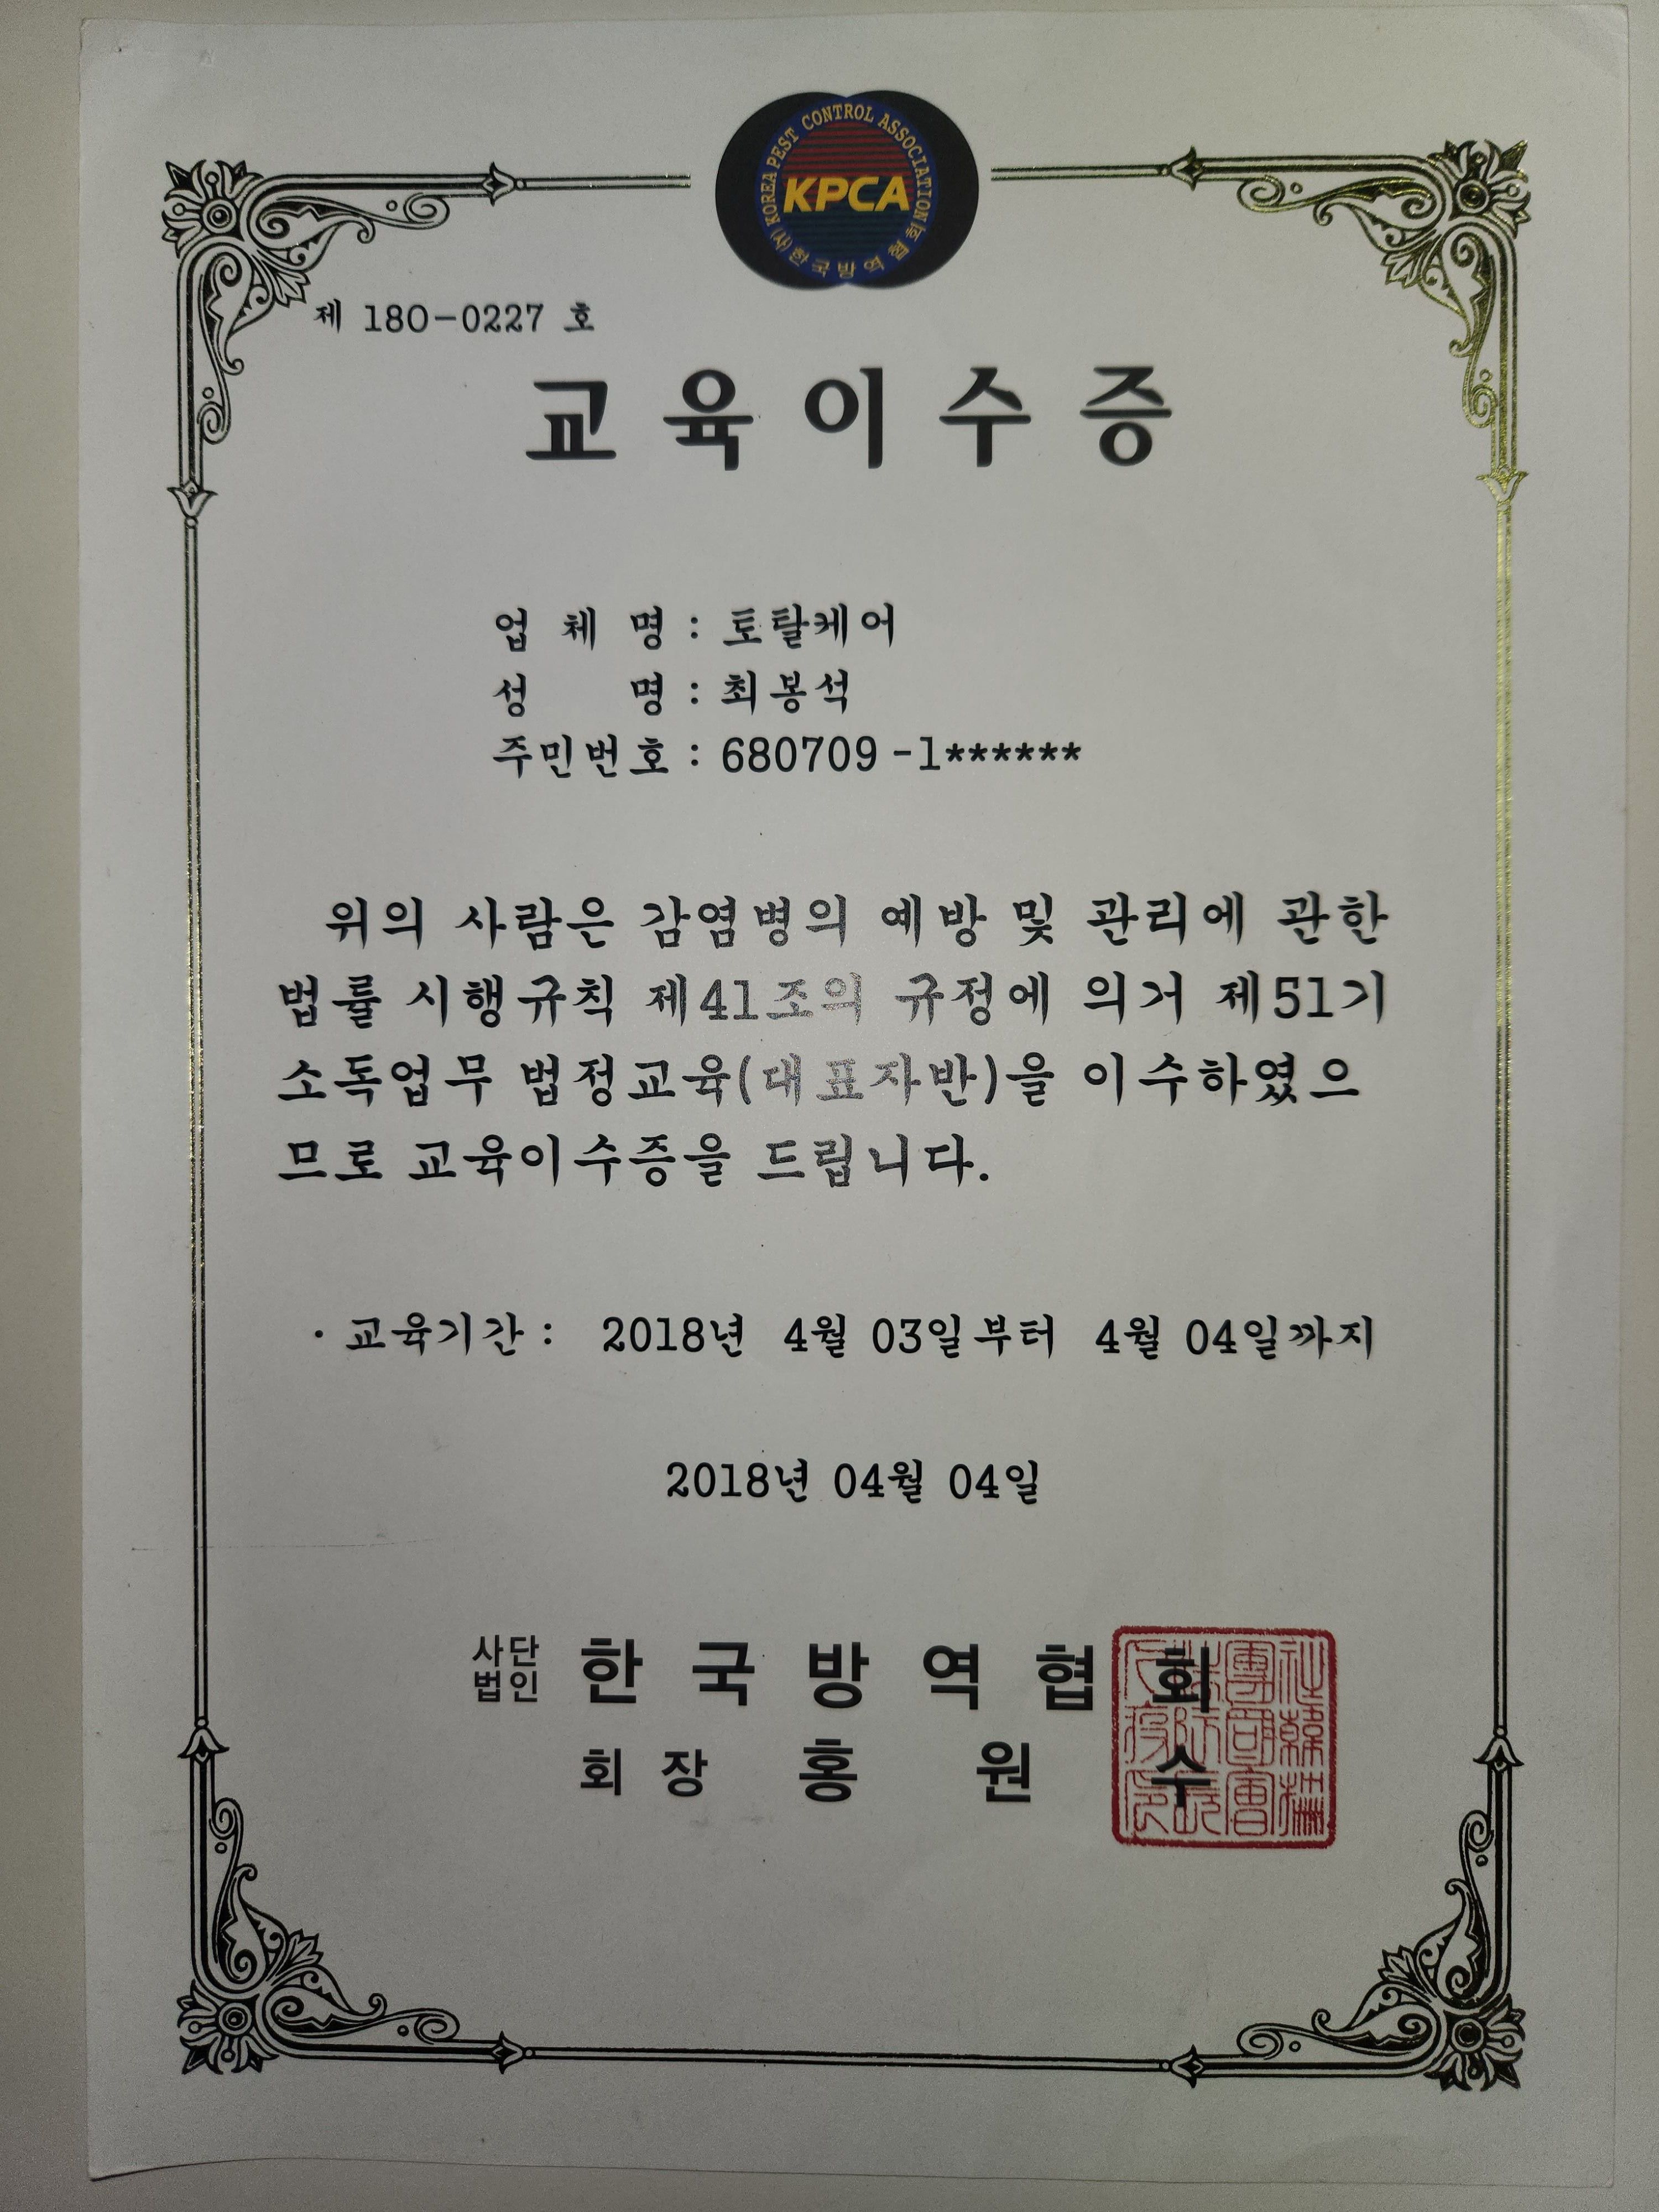 KOREA PEST CONTROL ASSOCIATION
KPCA
(사)한국방역협회
제 180-0227 호
교육이수증
업 체 명 : 토탈케어
성 명 : 최봉석
주민번호 : 680709-1******
위의 사람은 감염병의 예방 및 관리에 관한
법률 시행규칙 제41조의 규정에 의거 제51기
소독업무 법정교육(대표자반)을 이수하였으
므로 교육이수증을 드립니다.
· 교육기간 : 2018년 4월 03일부터 4월 04일까지
2018년 04월 04일
사단
법인 한 국 방 역 협 회
회 장 홍 원 수